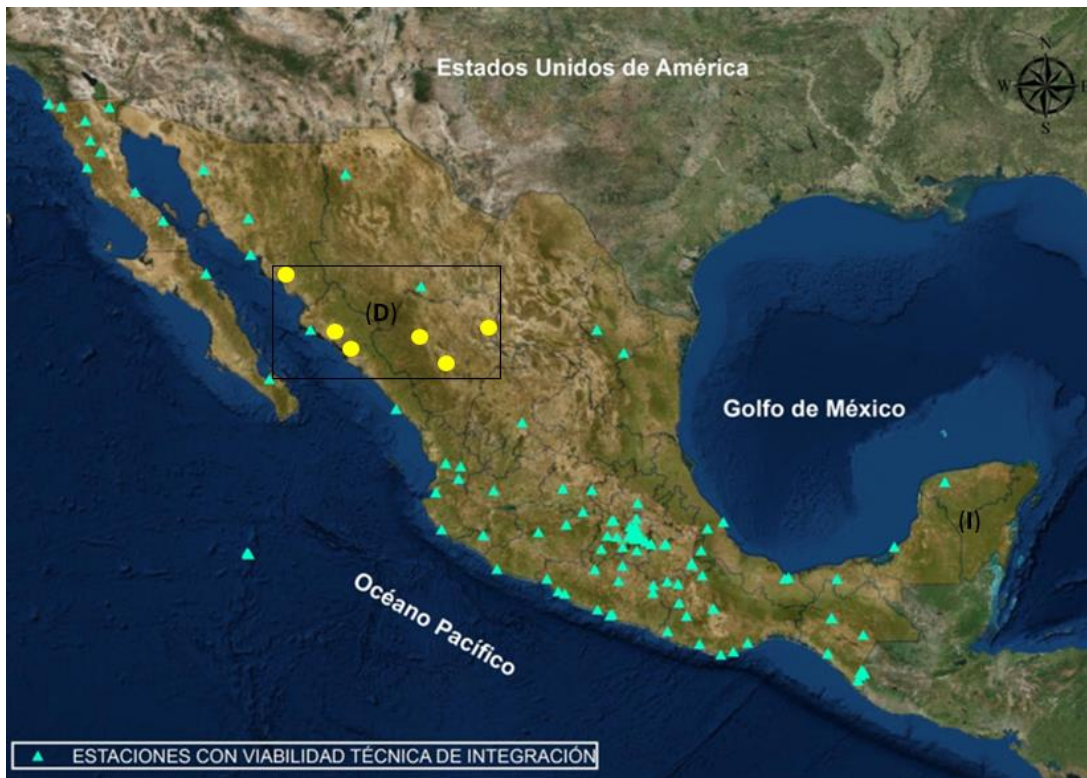 Estados Unidos de América
N
W E
S
(D)
Golfo de México
(I)
Océano Pacífico
ESTACIONES CON VIABILIDAD TÉCNICA DE INTEGRACIÓN